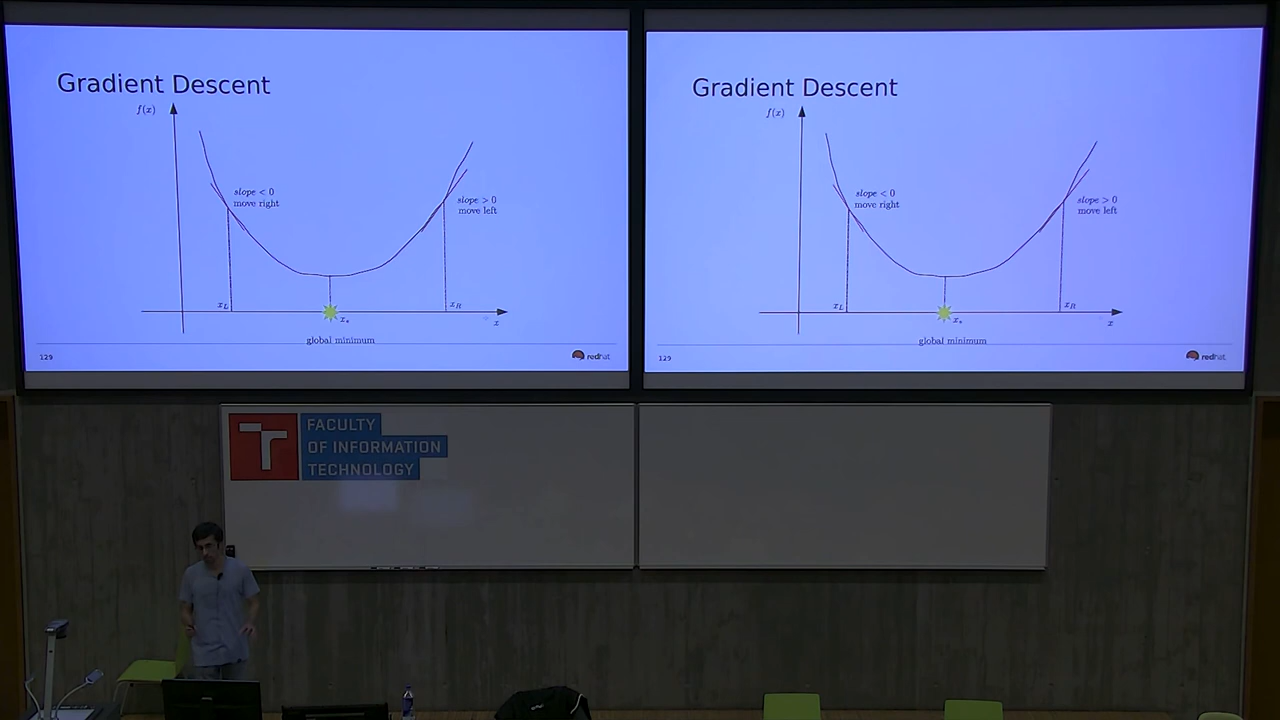 Gradient Descent
f(x)
slope < 0
move right
slope > 0
move left
x_L
x_*
x_R
x
global minimum
129
redhat
Gradient Descent
f(x)
slope < 0
move right
slope > 0
move left
x_L
x_*
x_R
x
global minimum
129
redhat
FACULTY
OF INFORMATION
TECHNOLOGY